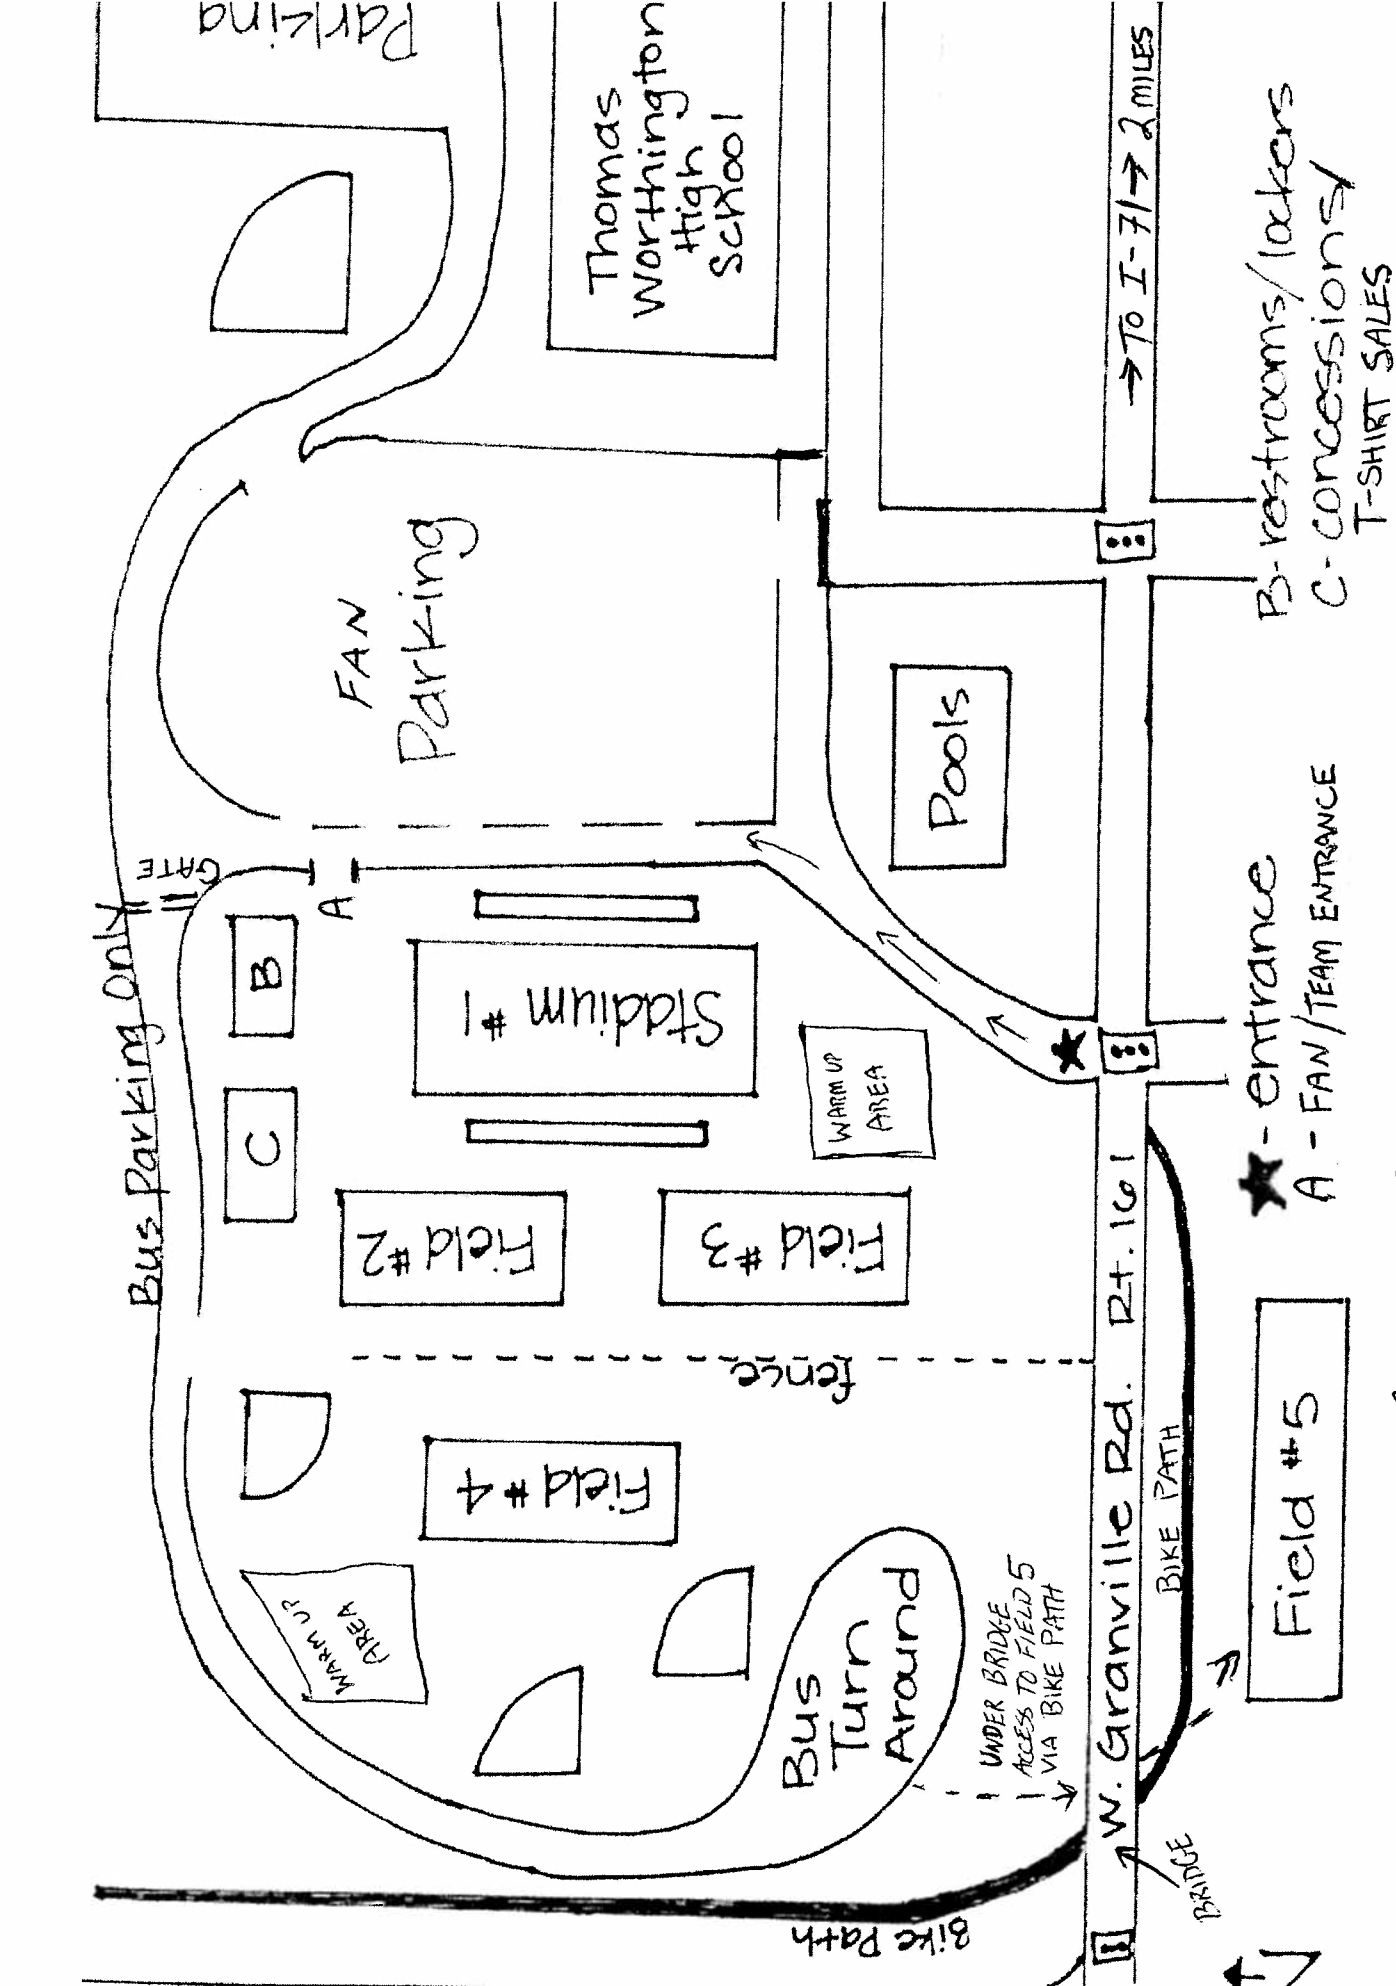 Parking
Thomas
Worthington
High
School
→ TO I-71 → 2 MILES
FAN
Parking
Pools
GATE
A
Bus Parking Only
B
C
Stadium
#1
WARM UP
AREA
Field #2
Field #3
fence
Field #4
WARM UP
AREA
Bus
Turn
Around
UNDER BRIDGE
ACCESS TO FIELD 5
VIA BIKE PATH
W. Granville Rd. Rt. 161
BIKE PATH
Bike Path
BRIDGE
Field #5
★ - entrance
A - FAN/TEAM ENTRANCE
B - restrooms/lockers
C - concessions/
T-SHIRT SALES